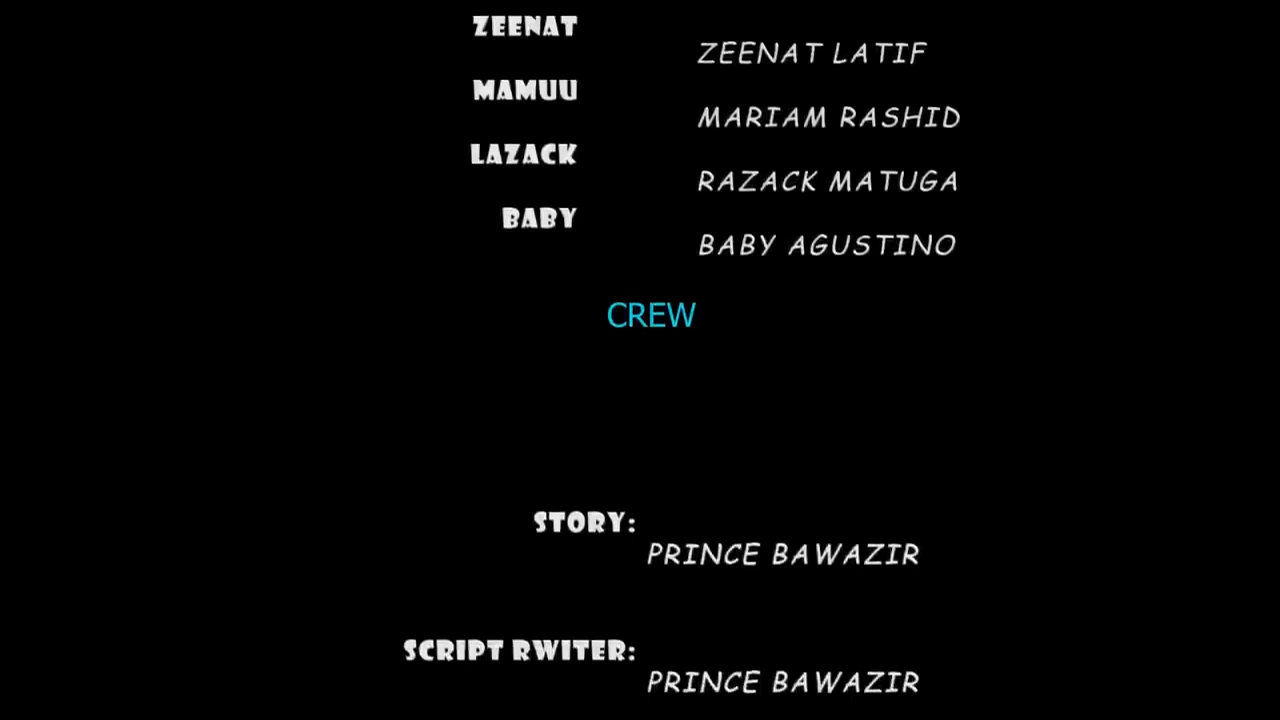 ZEENAT
ZEENAT LATIF
MAMUU
MARIAM RASHID
LAZACK
RAZACK MATUGA
BABY
BABY AGUSTINO
CREW
STORY:
PRINCE BAWAZIR
SCRIPT RWITER:
PRINCE BAWAZIR